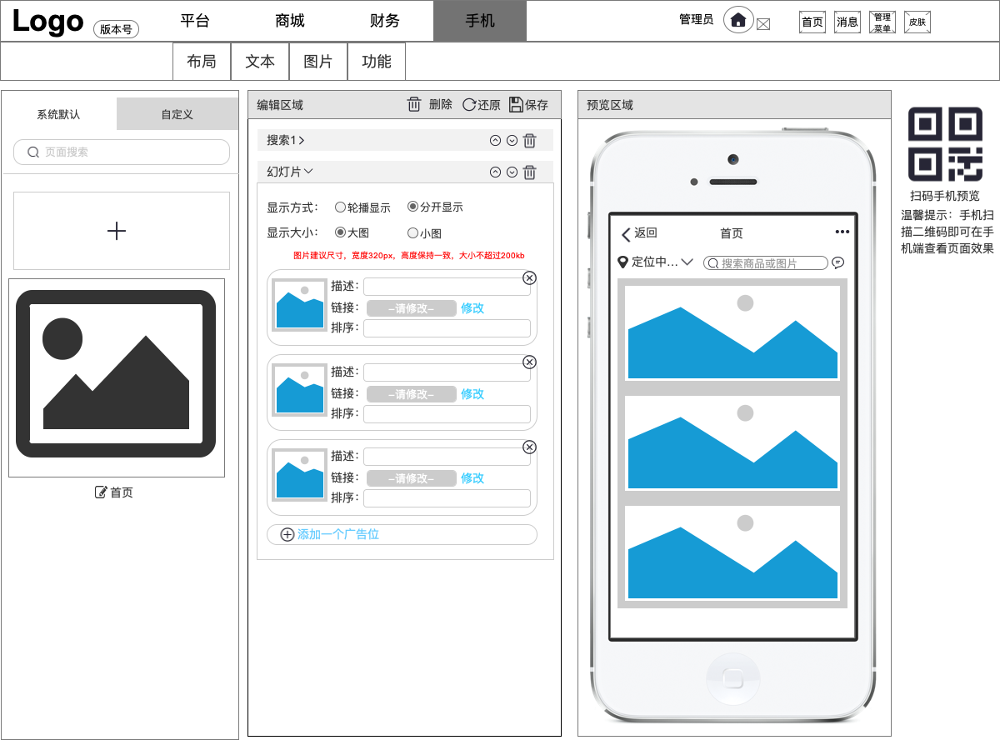 Logo 版本号 平台 商城 财务 手机 管理员 首页 消息 管理菜单 皮肤
布局 文本 图片 功能
系统默认 自定义
页面搜索
首页
编辑区域 删除 还原 保存
搜索1
幻灯片
显示方式： 轮播显示 分开显示
显示大小： 大图 小图
图片建议尺寸，宽度320px，高度保持一致，大小不超过200kb
描述：
链接： –请修改– 修改
排序：
描述：
链接： –请修改– 修改
排序：
描述：
链接： –请修改– 修改
排序：
添加一个广告位
预览区域
返回 首页
定位中... 搜索商品或图片
扫码手机预览
温馨提示：手机扫
描二维码即可在手
机端查看页面效果